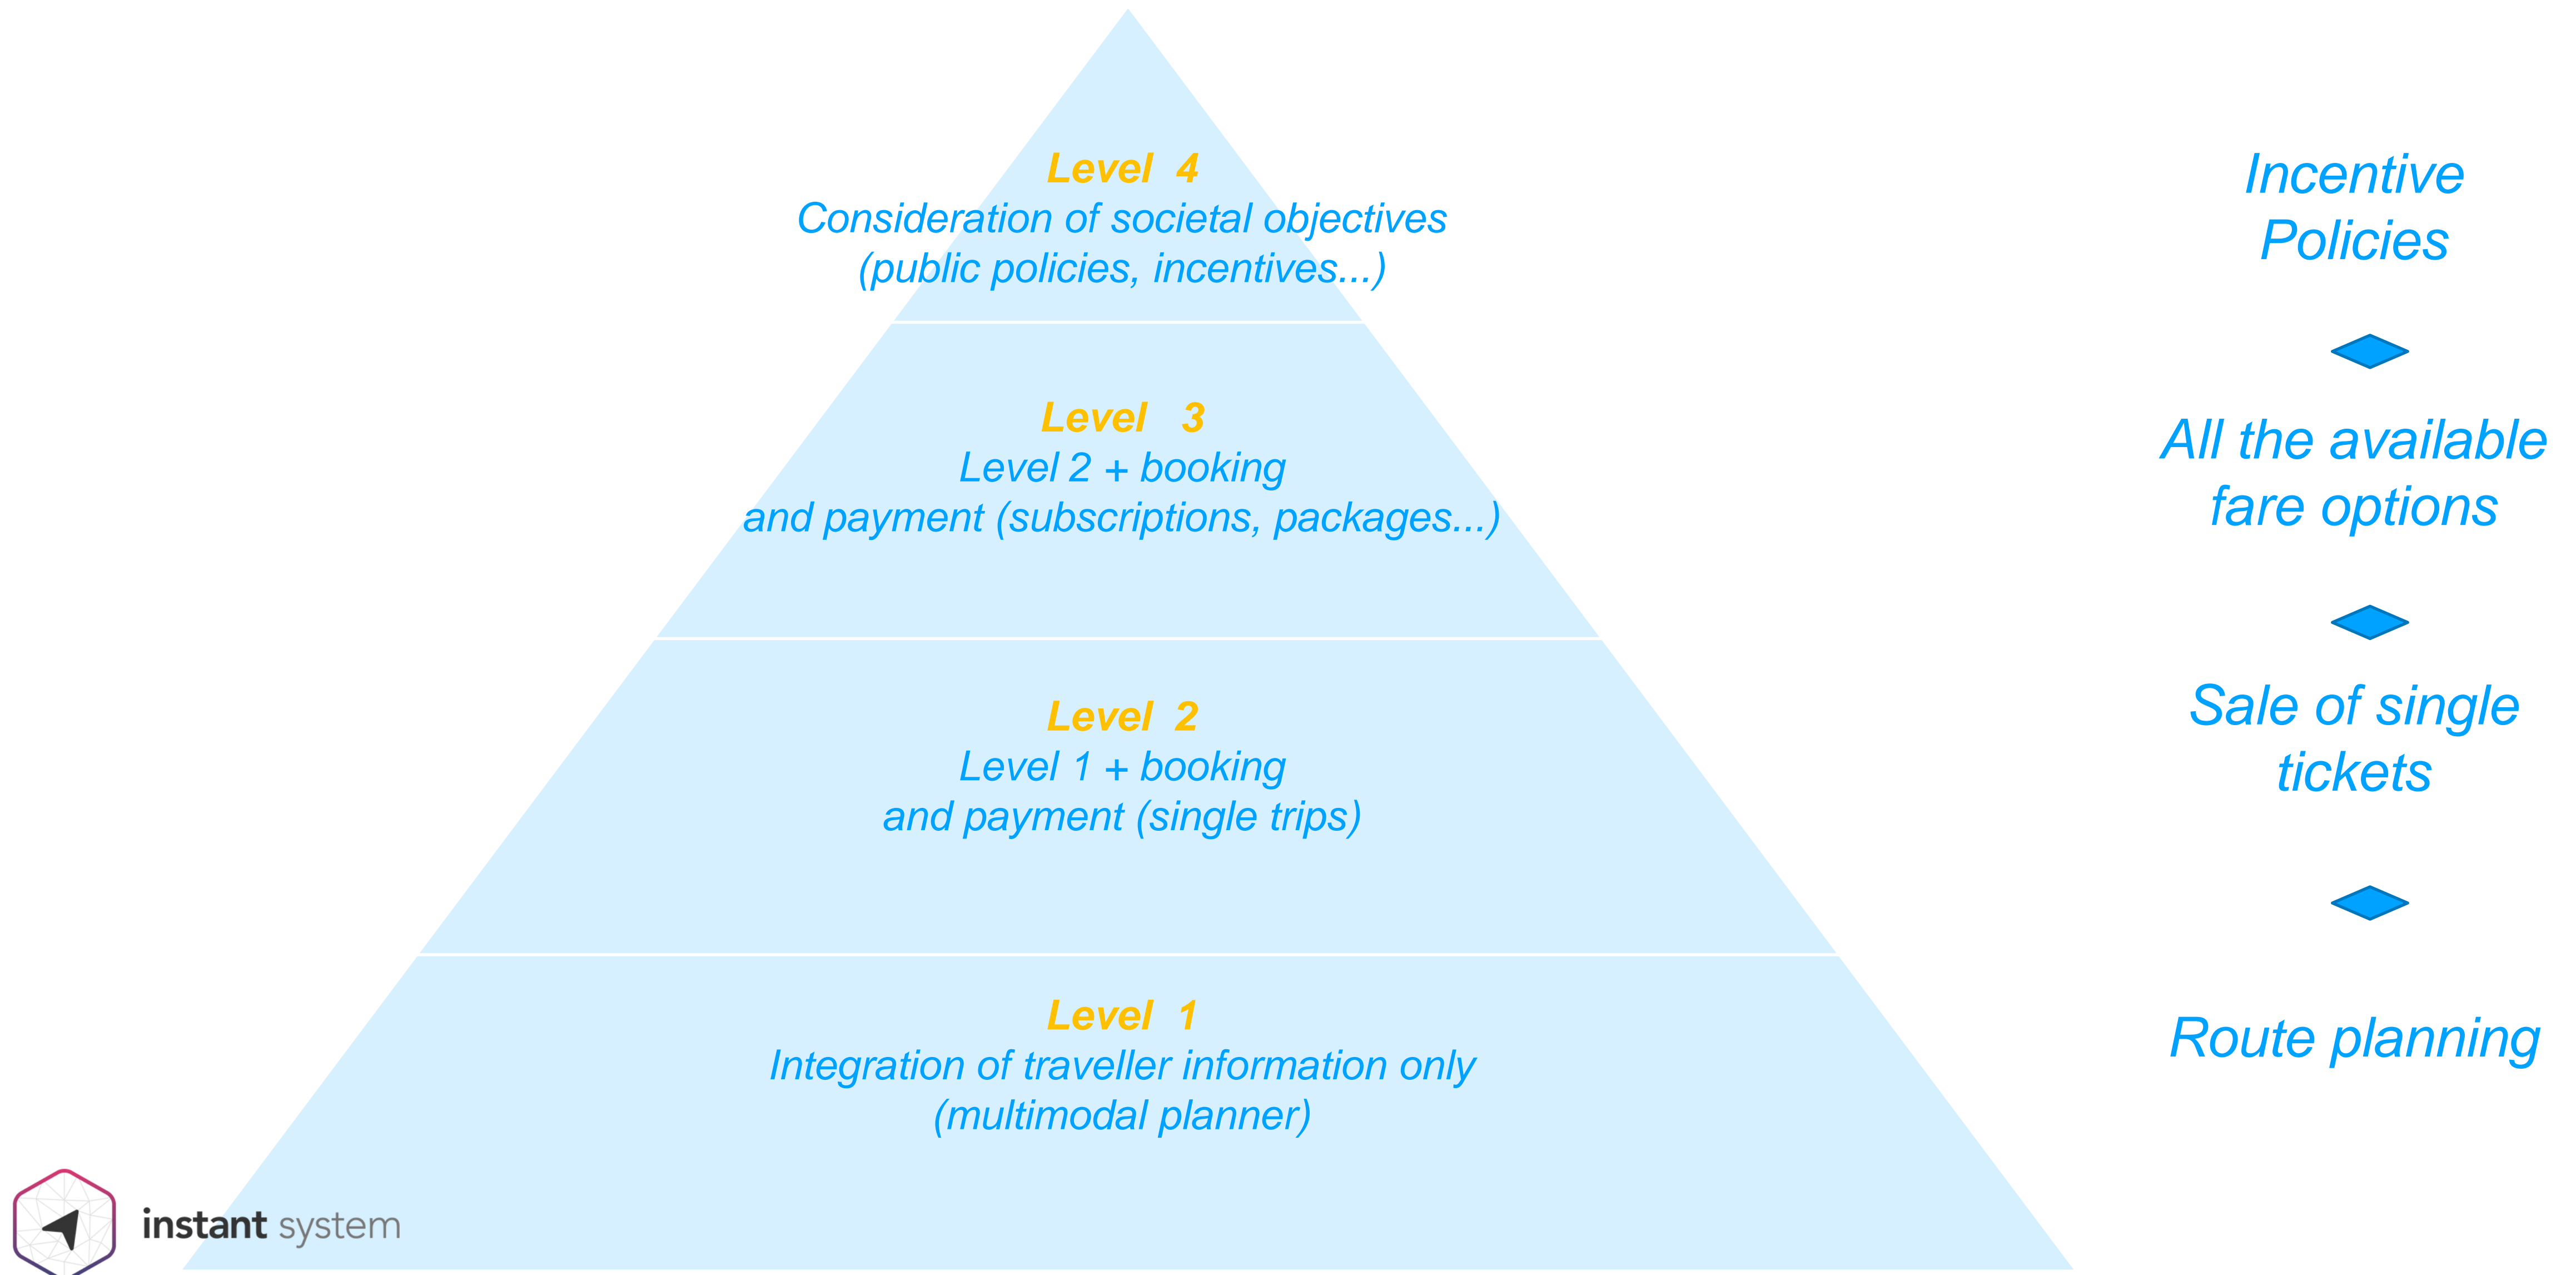 Level 4
Consideration of societal objectives
(public policies, incentives...)
Level 3
Level 2 + booking
and payment (subscriptions, packages...)
Level 2
Level 1 + booking
and payment (single trips)
Level 1
Integration of traveller information only
(multimodal planner)
Incentive
Policies
All the available
fare options
Sale of single
tickets
Route planning
instant system